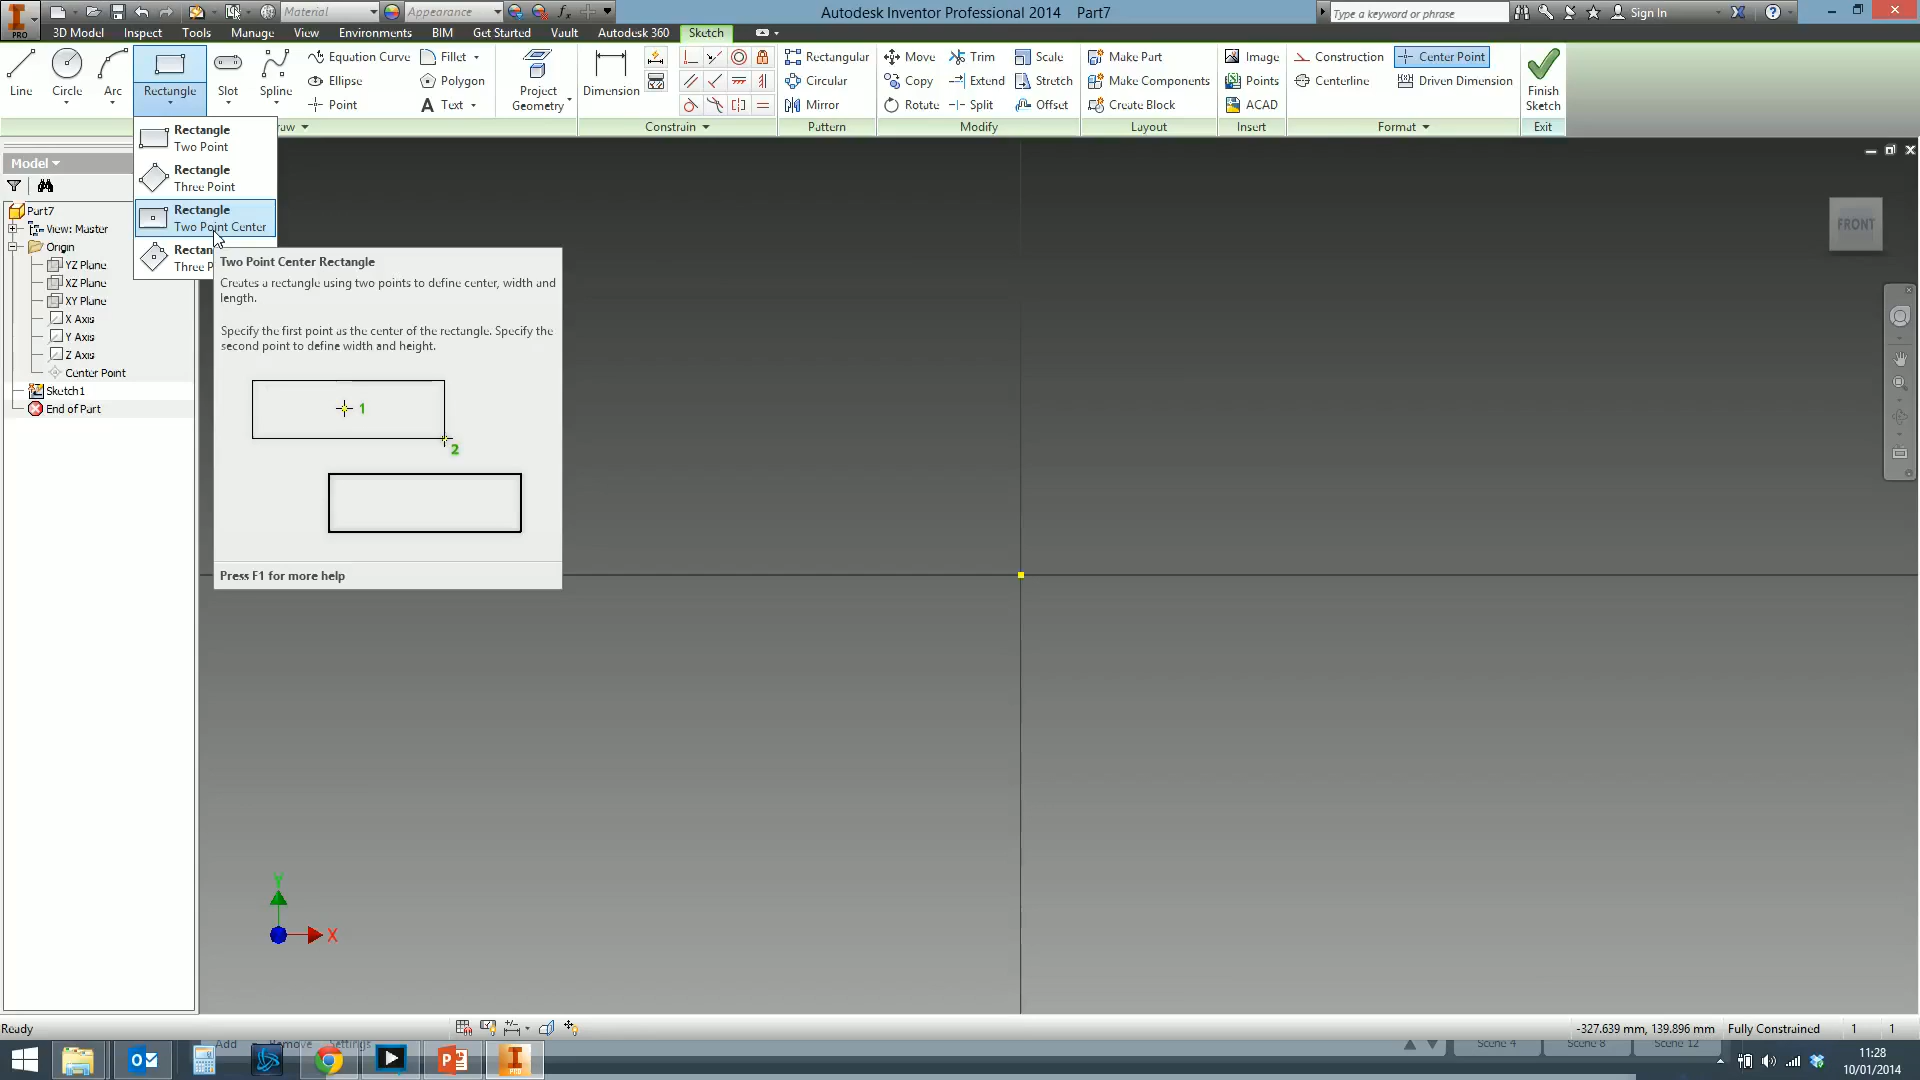 Material
Appearance
Autodesk Inventor Professional 2014 Part7
Type a keyword or phrase
Sign In
PRO
3D Model
Inspect
Tools
Manage
View
Environments
BIM
Get Started
Vault
Autodesk 360
Sketch
Line
Circle
Arc
Rectangle
Slot
Spline
Equation Curve
Ellipse
Point
Fillet
Polygon
Text
Project
Geometry
Dimension
Rectangular
Circular
Mirror
Move
Copy
Rotate
Trim
Extend
Split
Scale
Stretch
Offset
Make Part
Make Components
Create Block
Image
Points
ACAD
Construction
Centerline
Center Point
Driven Dimension
Finish
Sketch
Constrain
Pattern
Modify
Layout
Insert
Format
Exit
Rectangle
Two Point
Rectangle
Three Point
Rectangle
Two Point Center
Model
Part7
View: Master
Origin
YZ Plane
XZ Plane
XY Plane
X Axis
Y Axis
Z Axis
Center Point
Sketch1
End of Part
Two Point Center Rectangle
Creates a rectangle using two points to define center, width and
length.
Specify the first point as the center of the rectangle. Specify the
second point to define width and height.
1
2
Press F1 for more help
FRONT
Y
X
Ready
-327.639 mm, 139.896 mm
Fully Constrained
1
1
Add
Remove
Settings
Scene 4
Scene 8
Scene 12
PRO
11:28
10/01/2014